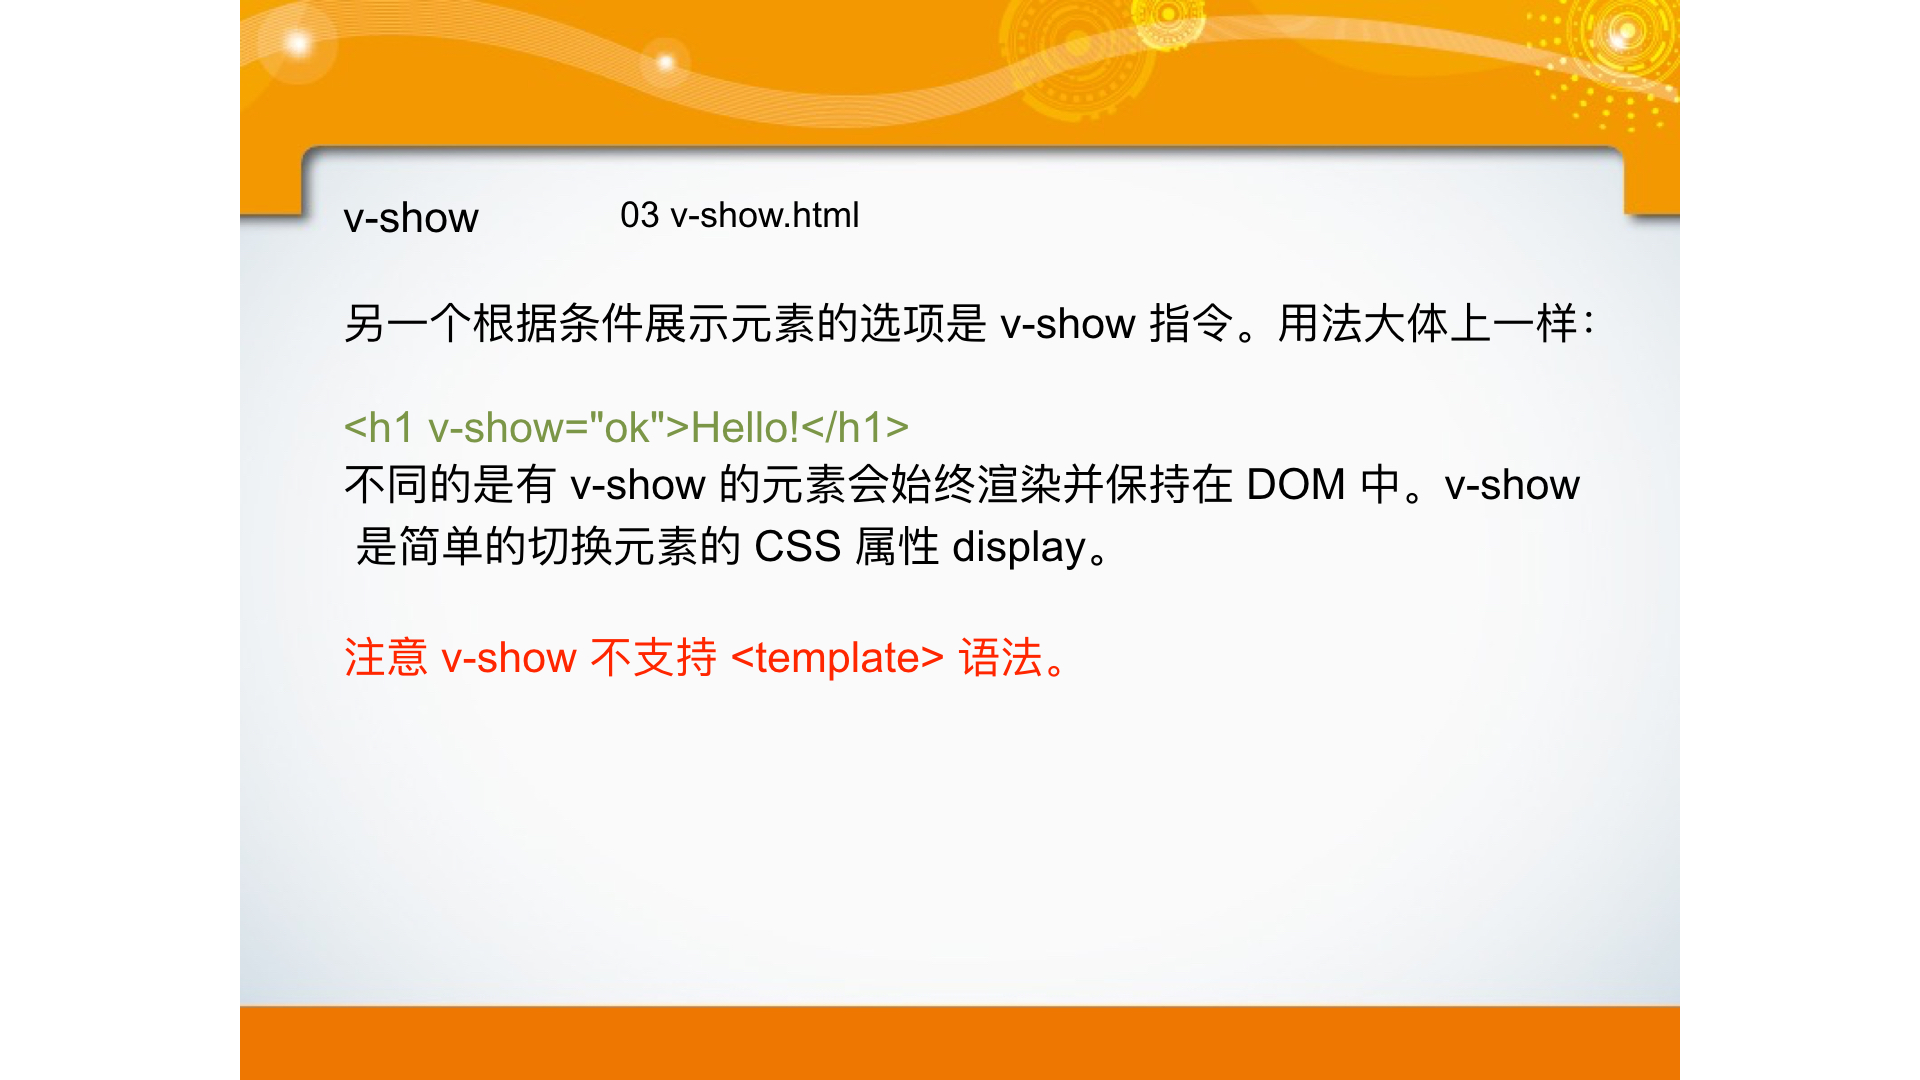 v-show 03 v-show.html
另一个根据条件展示元素的选项是 v-show 指令。用法大体上一样：
<h1 v-show="ok">Hello!</h1>
不同的是有 v-show 的元素会始终渲染并保持在 DOM 中。v-show
是简单的切换元素的 CSS 属性 display。
注意 v-show 不支持 <template> 语法。